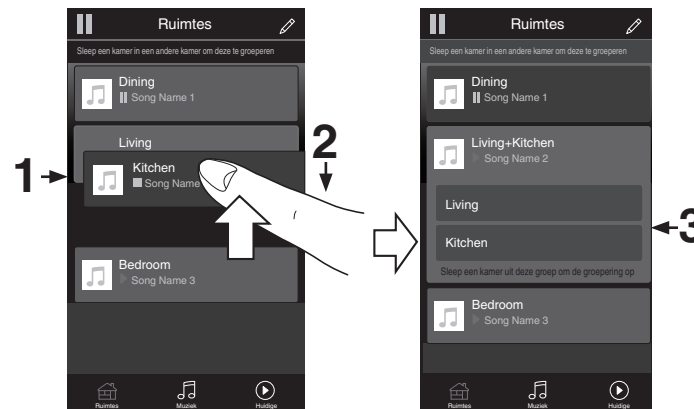 Ruimtes
Sleep een kamer in een andere kamer om deze te groeperen
Dining
Song Name 1
Living
Kitchen
Song Name
Bedroom
Song Name 3
Ruimtes
Muziek
Huidige
1
2
Ruimtes
Sleep een kamer in een andere kamer om deze te groeperen
Dining
Song Name 1
Living+Kitchen
Song Name 2
Living
Kitchen
Sleep een kamer uit deze groep om de groepering op
Bedroom
Song Name 3
Ruimtes
Muziek
Huidige
3